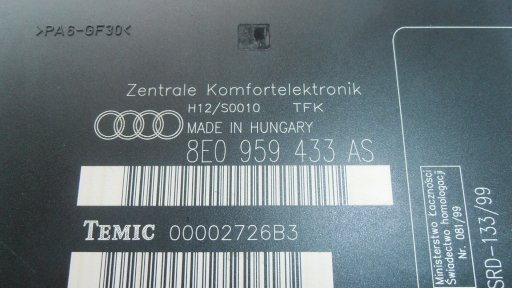 >PA6-GF30<
Zentrale Komfortelektronik
H12/S0010 TFK
MADE IN HUNGARY
8E0 959 433 AS
TEMIC 00002726B3
Ministerstwo Łączności
Świadectwo homologacji
Nr. 081/99
SRD-133/99